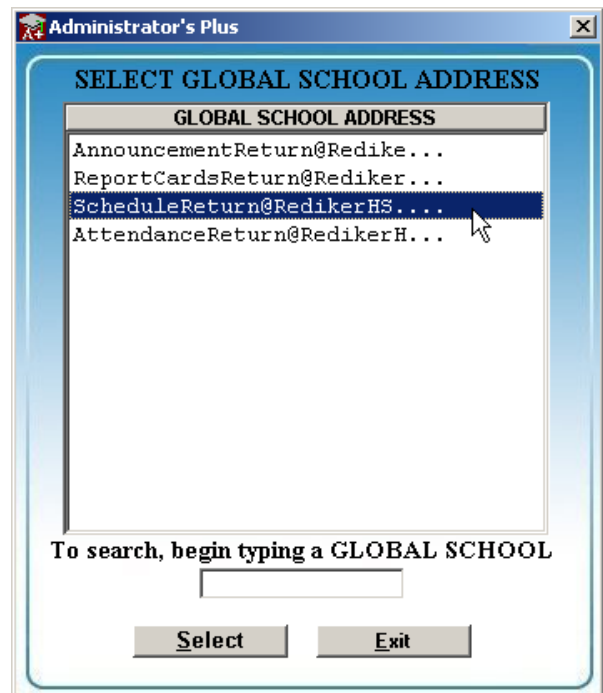 Administrator's Plus
SELECT GLOBAL SCHOOL ADDRESS
GLOBAL SCHOOL ADDRESS
AnnouncementReturn@Redike...
ReportCardsReturn@Rediker...
ScheduleReturn@RedikerHS....
AttendanceReturn@RedikerH...
To search, begin typing a GLOBAL SCHOOL
Select Exit